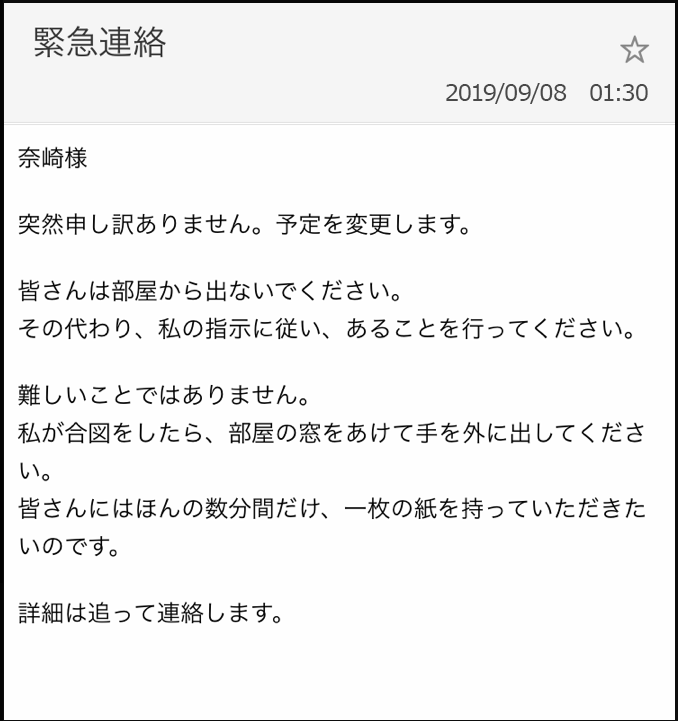 緊急連絡
2019/09/08 01:30
奈崎様
突然申し訳ありません。予定を変更します。
皆さんは部屋から出ないでください。
その代わり、私の指示に従い、あることを行ってください。
難しいことではありません。
私が合図をしたら、部屋の窓をあけて手を外に出してくださ
い。
皆さんにはほんの数分間だけ、一枚の紙を持っていただきた
いのです。
詳細は追って連絡します。